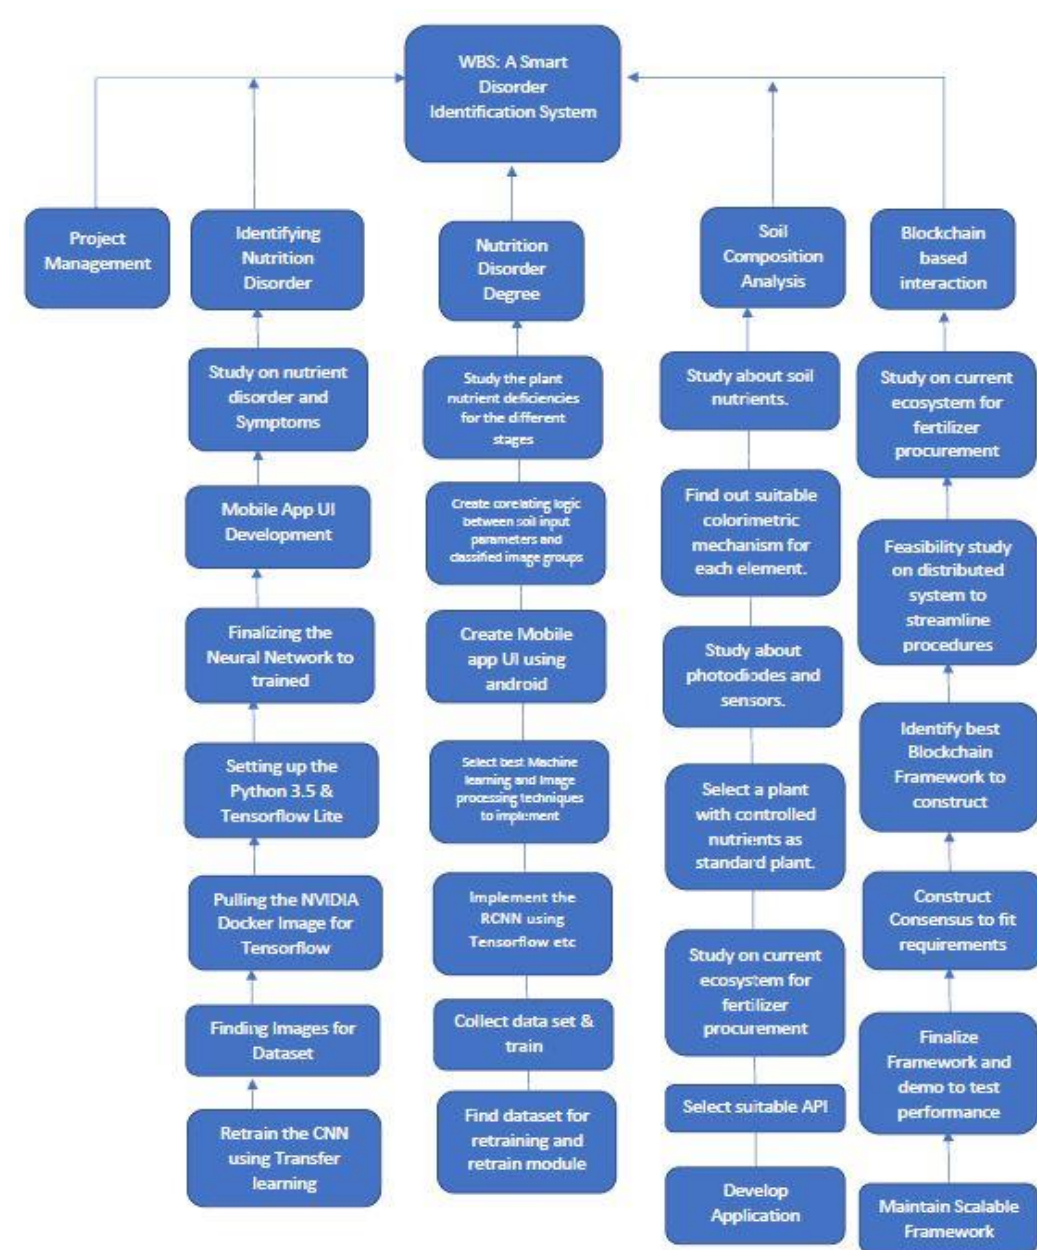 WBS: A Smart
Disorder
Identification System
Project
Management
Identifying
Nutrition
Disorder
Nutrition
Disorder
Degree
Soil
Composition
Analysis
Blockchain
based
interaction
Study on nutrient
disorder and
Symptoms
Mobile App UI
Development
Finalizing the
Neural Network to
trained
Setting up the
Python 3.5 &
Tensorflow Lite
Pulling the NVIDIA
Docker Image for
Tensorflow
Finding Images for
Dataset
Retrain the CNN
using Transfer
learning
Study the plant
nutrient deficiencies
for the different
stages
Create corelating logic
between soil input
parameters and
classified image groups
Create Mobile
app UI using
android
Select best Machine
learning and Image
processing techniques
to implement
Implement the
RCNN using
Tensorflow etc
Collect data set &
train
Find dataset for
retraining and
retrain module
Study about soil
nutrients.
Find out suitable
colorimetric
mechanism for
each element.
Study about
photodiodes and
sensors.
Select a plant
with controlled
nutrients as
standard plant.
Study on current
ecosystem for
fertilizer
procurement
Select suitable API
Develop
Application
Study on current
ecosystem for
fertilizer
procurement
Feasibility study
on distributed
system to
streamline
procedures
Identify best
Blockchain
Framework to
construct
Construct
Consensus to fit
requirements
Finalize
Framework and
demo to test
performance
Maintain Scalable
Framework